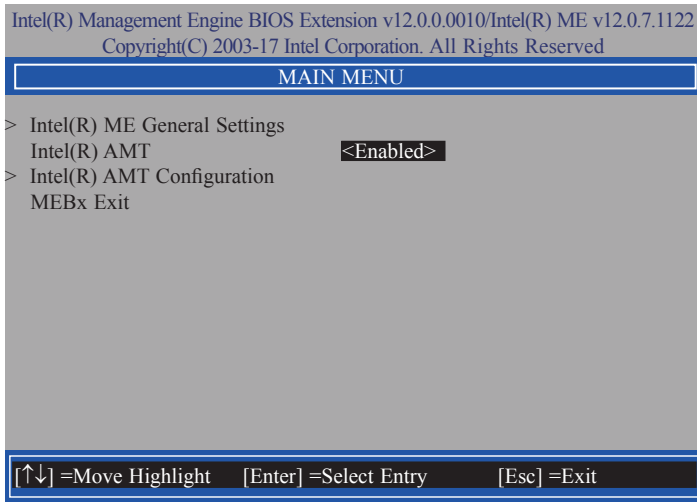 Intel(R) Management Engine BIOS Extension v12.0.0.0010/Intel(R) ME v12.0.7.1122
Copyright(C) 2003-17 Intel Corporation. All Rights Reserved
MAIN MENU
> Intel(R) ME General Settings
Intel(R) AMT <Enabled>
> Intel(R) AMT Configuration
MEBx Exit
[↑↓] =Move Highlight [Enter] =Select Entry [Esc] =Exit